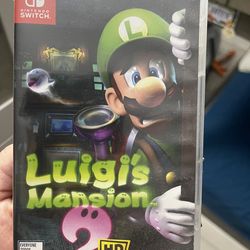 NINTENDO
SWITCH
Luigi's
Mansion
2
HD
EVERYONE